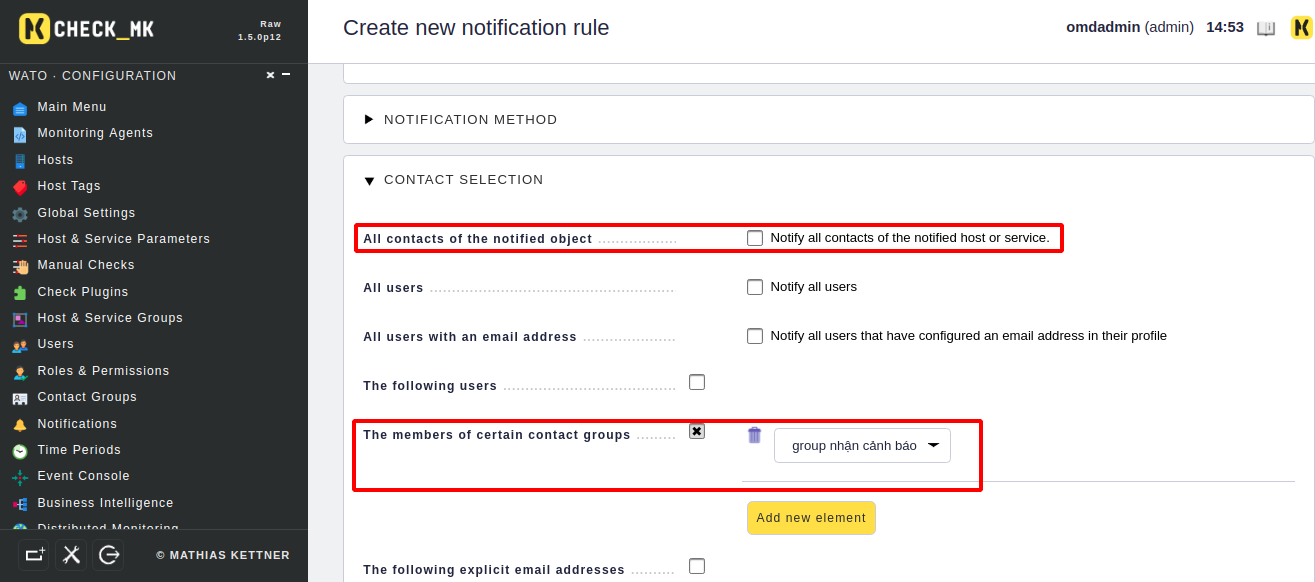 CHECK_MK
Raw
1.5.0p12
Create new notification rule
omdadmin (admin) 14:53
WATO · CONFIGURATION
Main Menu
Monitoring Agents
Hosts
Host Tags
Global Settings
Host & Service Parameters
Manual Checks
Check Plugins
Host & Service Groups
Users
Roles & Permissions
Contact Groups
Notifications
Time Periods
Event Console
Business Intelligence
Distributed Monitoring
© MATHIAS KETTNER
NOTIFICATION METHOD
CONTACT SELECTION
All contacts of the notified object Notify all contacts of the notified host or service.
All users Notify all users
All users with an email address Notify all users that have configured an email address in their profile
The following users
The members of certain contact groups group nhận cảnh báo
Add new element
The following explicit email addresses